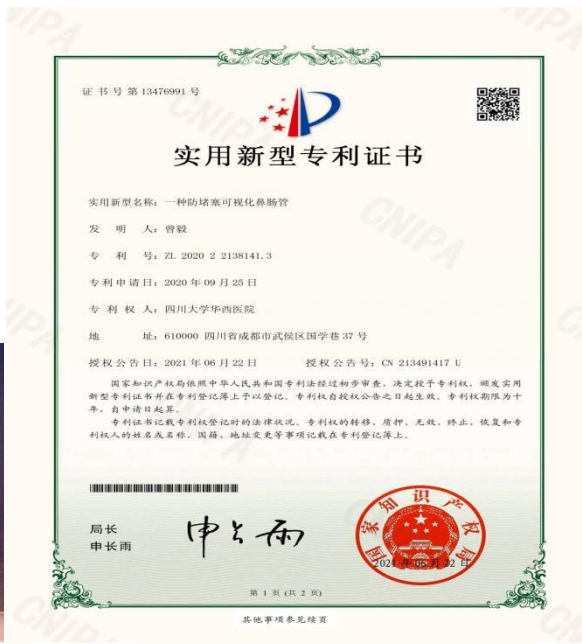 证书号第13476991号
实用新型专利证书
实用新型名称：一种防堵塞可视化鼻肠管
发 明 人：曾毅
专 利 号：ZL 2020 2 2138141.3
专利申请日：2020年09月25日
专 利 权 人：四川大学华西医院
地 址：610000 四川省成都市武侯区国学巷37号
授权公告日：2021年06月22日 授权公告号：CN 213491417 U
国家知识产权局依照中华人民共和国专利法经过初步审查，决定授予专利权，颁发实用
新型专利证书并在专利登记簿上予以登记。专利权自授权公告之日起生效。专利权期限为十
年，自申请日起算。
专利证书记载专利权登记时的法律状况。专利权的转移、质押、无效、终止、恢复和专
利权人的姓名或名称、国籍、地址变更等事项记载在专利登记簿上。
局长
申长雨
申长雨
国家知识产权局
2021年06月22日
第 1 页 (共 2 页)
其他事项参见续页
CNIPA
CNIPA
CNIPA
CNIPA